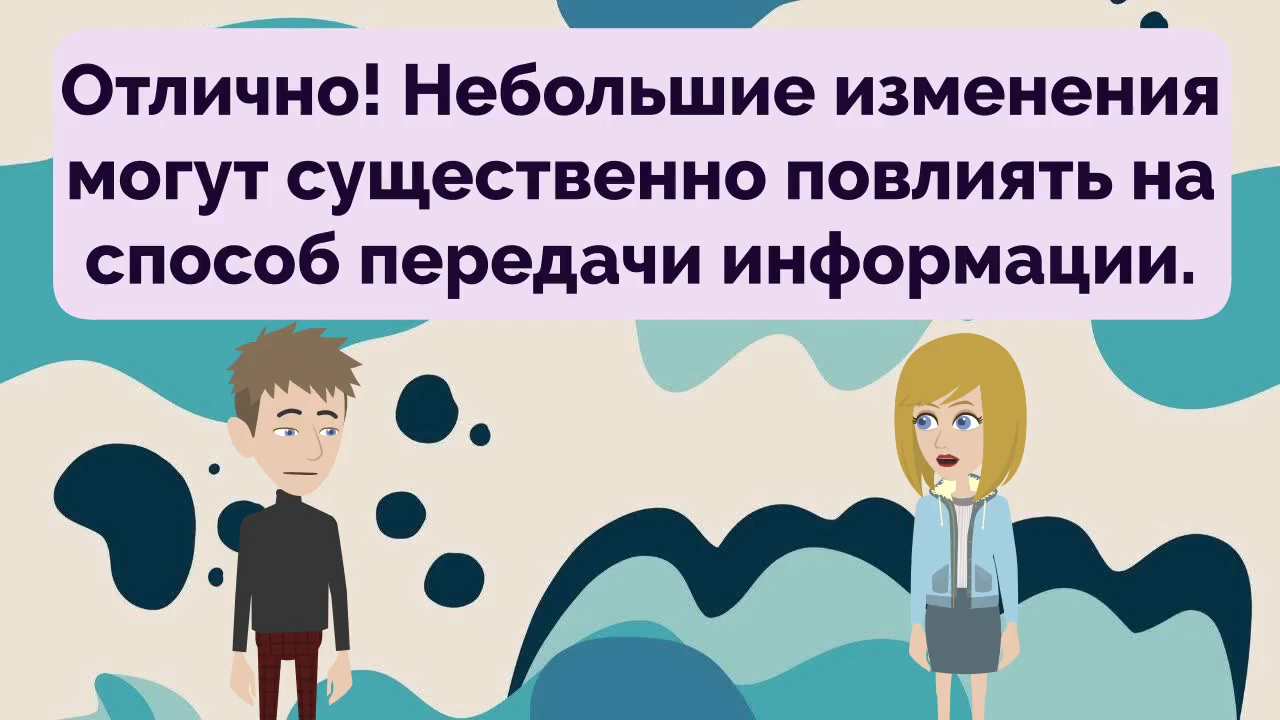 Отлично! Небольшие изменения
могут существенно повлиять на
способ передачи информации.